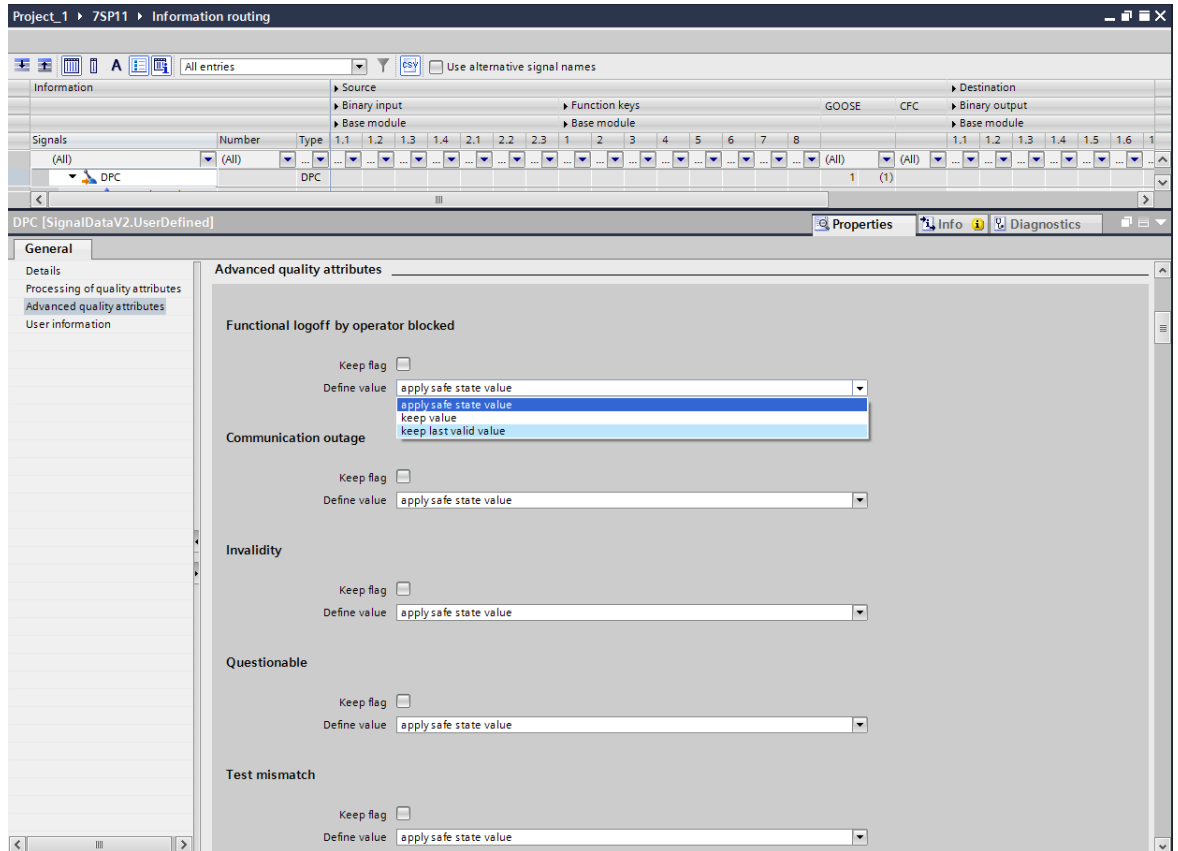 Project_1 ▸ 7SP11 ▸ Information routing
A All entries CSV Use alternative signal names
Information Source Destination
Binary input Function keys GOOSE CFC Binary output
Base module Base module Base module
Signals Number Type 1.1 1.2 1.3 1.4 2.1 2.2 2.3 1 2 3 4 5 6 7 8 1.1 1.2 1.3 1.4 1.5 1.6 1
(All) (All) ... ... ... ... ... ... ... ... ... ... ... ... ... ... ... ... (All) (All) ... ... ... ... ... ...
DPC DPC 1 (1)
DPC [SignalDataV2.UserDefined] Properties Info Diagnostics
General
Details
Processing of quality attributes
Advanced quality attributes
User information
Advanced quality attributes
Functional logoff by operator blocked
Keep flag
Define value apply safe state value
apply safe state value
keep value
keep last valid value
Communication outage
Keep flag
Define value apply safe state value
Invalidity
Keep flag
Define value apply safe state value
Questionable
Keep flag
Define value apply safe state value
Test mismatch
Keep flag
Define value apply safe state value